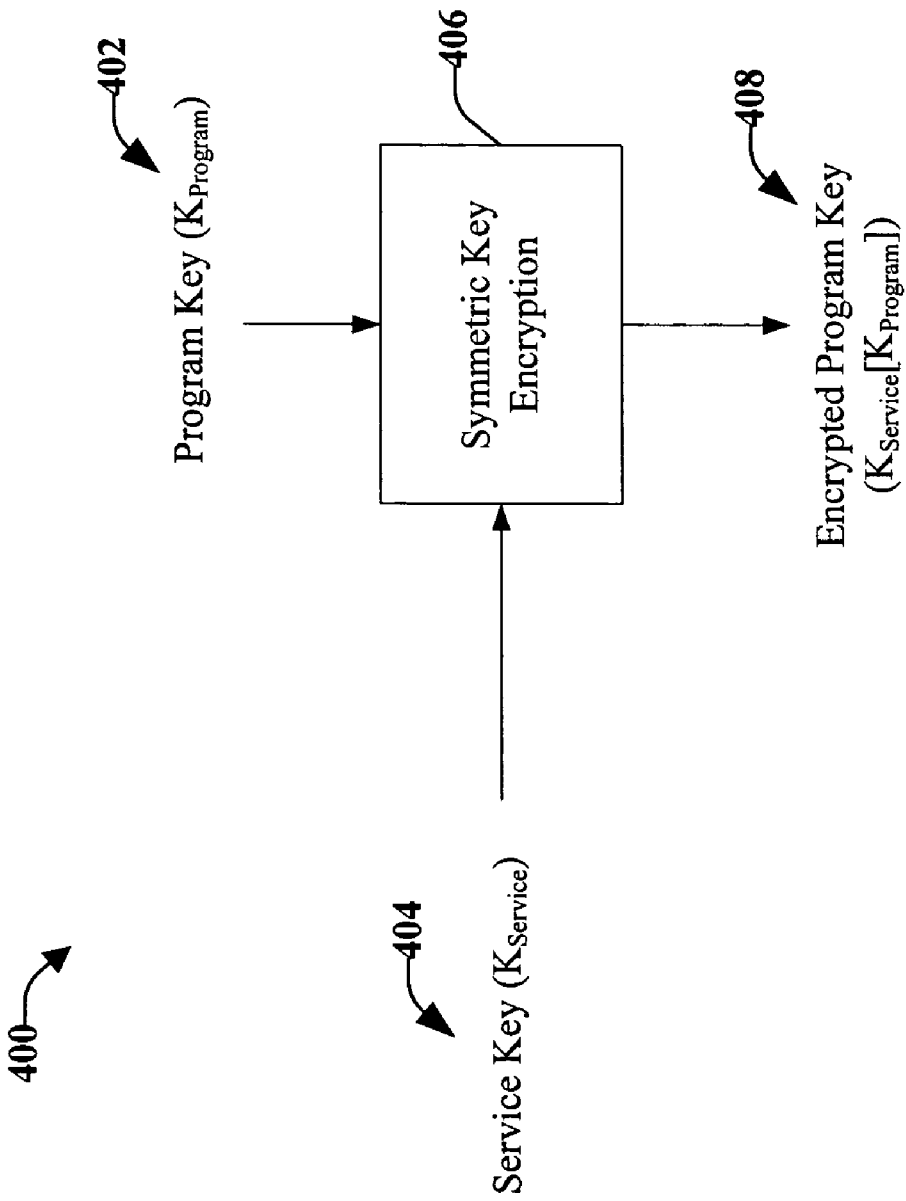 400
402
Program Key (K_Program)
404
Service Key (K_Service)
406
Symmetric Key
Encryption
408
Encrypted Program Key
(K_Service[K_Program])